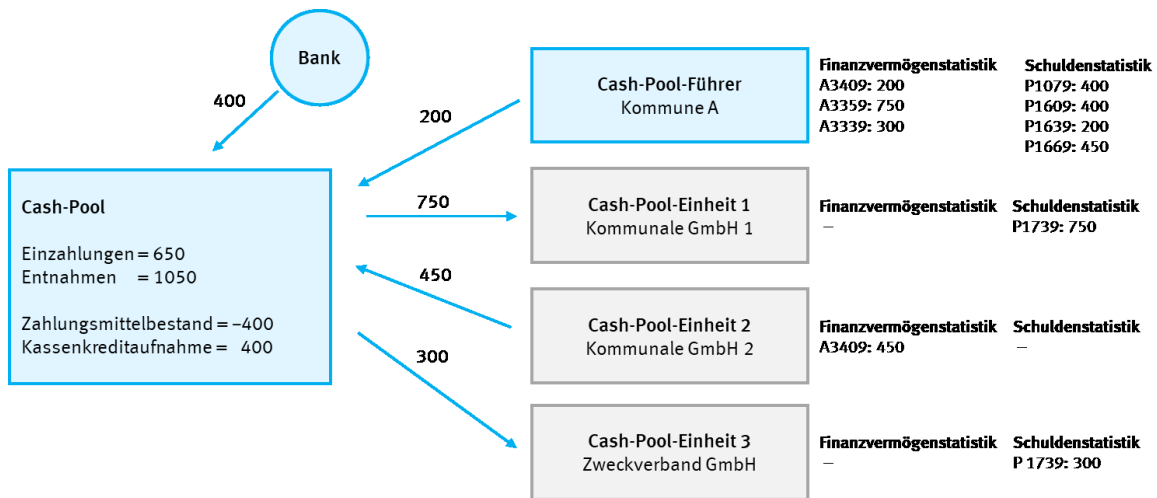 Bank
400
200
750
450
300
Cash-Pool
Einzahlungen = 650
Entnahmen = 1050
Zahlungsmittelbestand = –400
Kassenkreditaufnahme = 400
Cash-Pool-Führer
Kommune A
Finanzvermögenstatistik
A3409: 200
A3359: 750
A3339: 300
Schuldenstatistik
P1079: 400
P1609: 400
P1639: 200
P1669: 450
Cash-Pool-Einheit 1
Kommunale GmbH 1
Finanzvermögenstatistik
–
Schuldenstatistik
P1739: 750
Cash-Pool-Einheit 2
Kommunale GmbH 2
Finanzvermögenstatistik
A3409: 450
Schuldenstatistik
–
Cash-Pool-Einheit 3
Zweckverband GmbH
Finanzvermögenstatistik
–
Schuldenstatistik
P 1739: 300